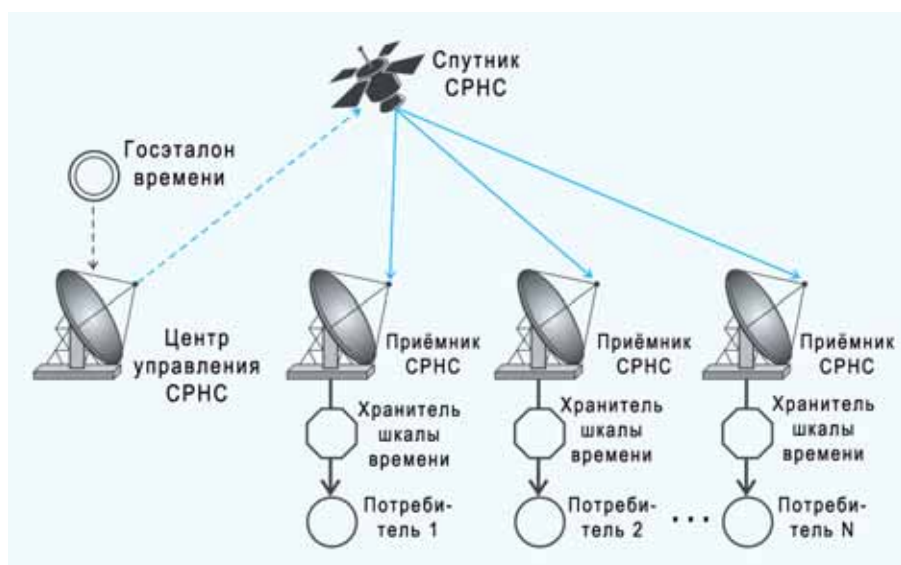 Спутник
СРНС
Госэталон
времени
Центр
управления
СРНС
Приёмник
СРНС
Приёмник
СРНС
Приёмник
СРНС
Хранитель
шкалы
времени
Хранитель
шкалы
времени
Хранитель
шкалы
времени
Потреби-
тель 1
Потреби-
тель 2
...
Потреби-
тель N